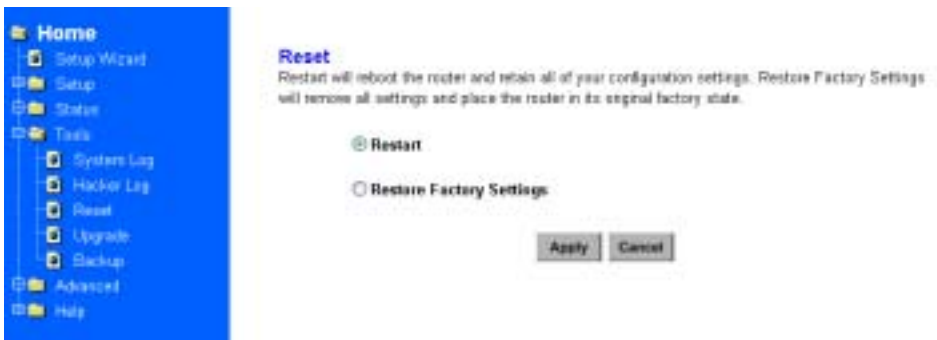 Home
Setup Wizard
Setup
Status
Tools
System Log
Hacker Log
Reset
Upgrade
Backup
Advanced
Help
Reset
Restart will reboot the router and retain all of your configuration settings. Restore Factory Settings
will remove all settings and place the router in its original factory state.
Restart
Restore Factory Settings
Apply Cancel